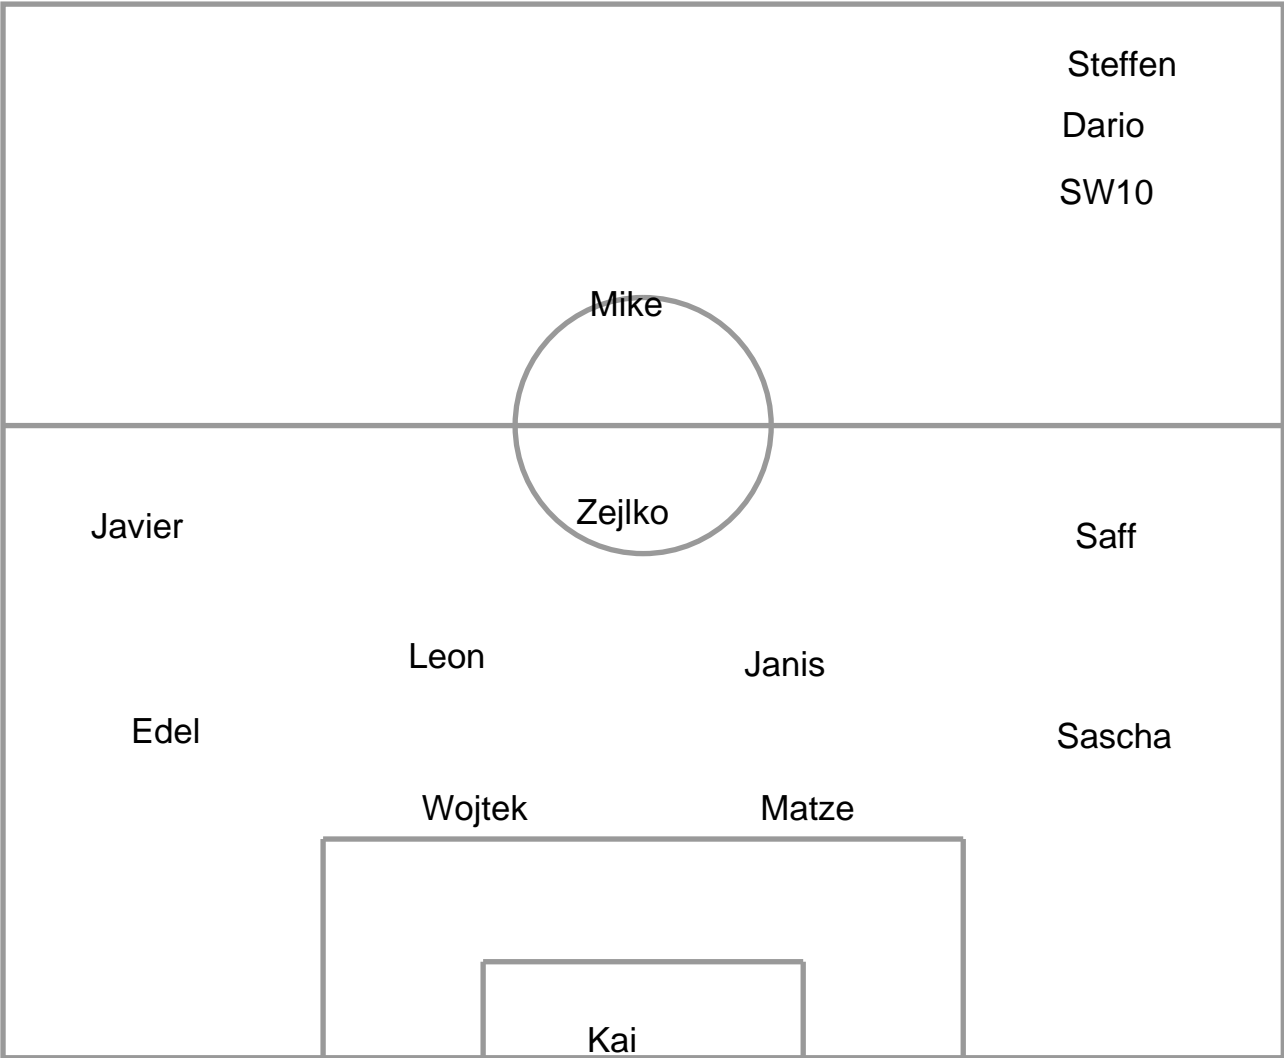 Steffen
Dario
SW10
Mike
Javier
Zejlko
Saff
Leon
Janis
Edel
Sascha
Wojtek
Matze
Kai